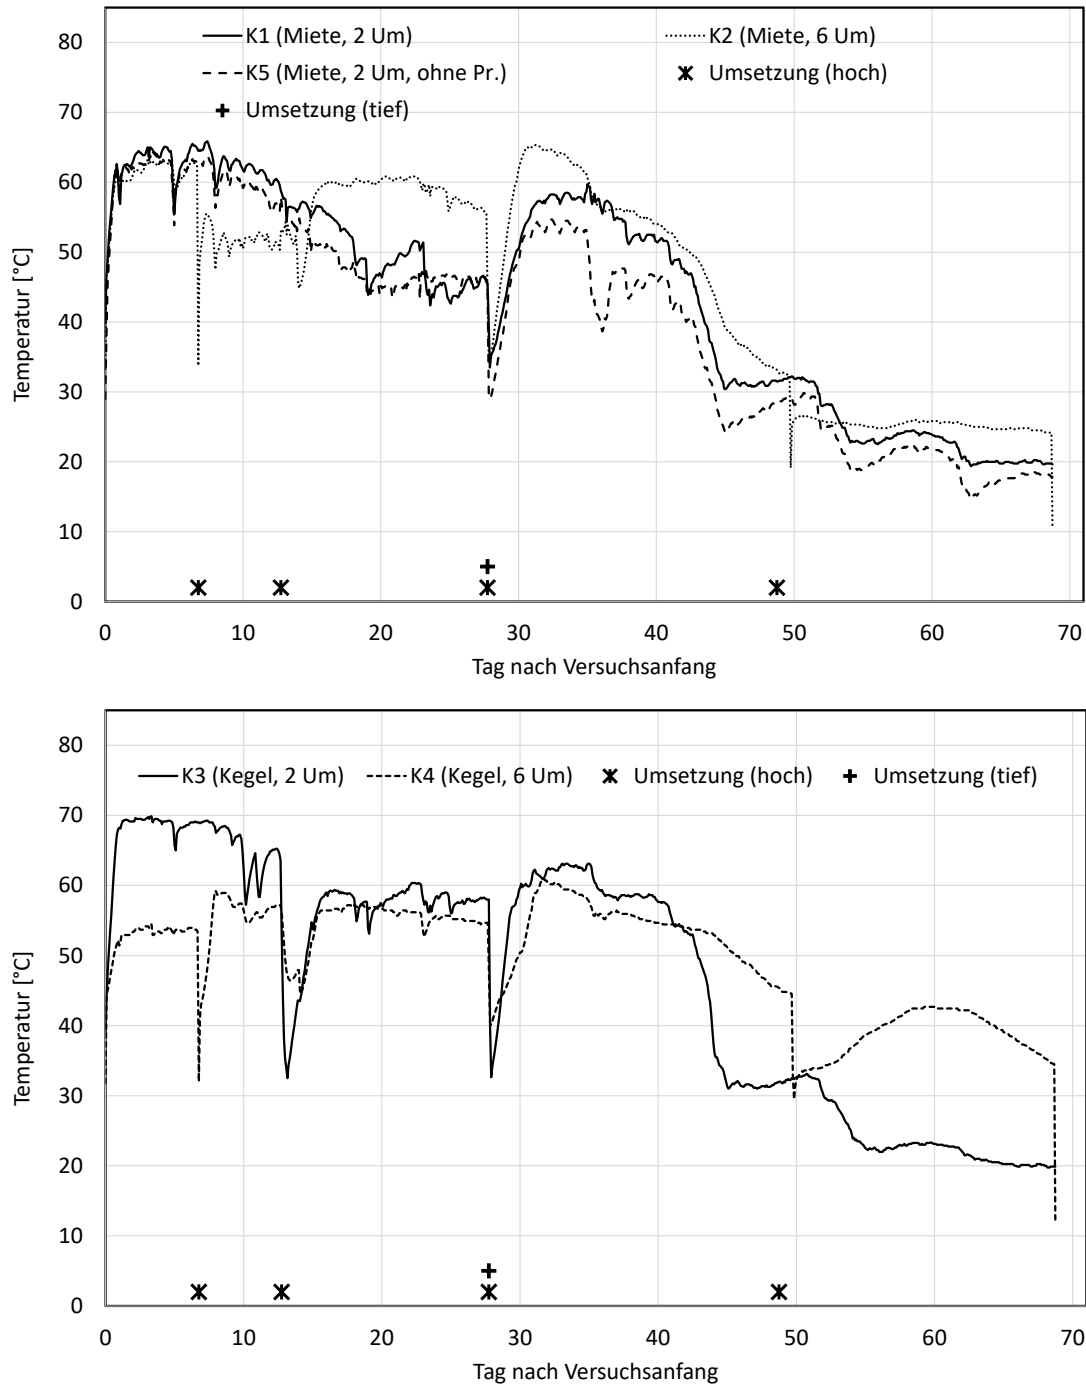 80
70
60
50
40
30
20
10
0
Temperatur [°C]
K1 (Miete, 2 Um)
K2 (Miete, 6 Um)
K5 (Miete, 2 Um, ohne Pr.)
Umsetzung (hoch)
Umsetzung (tief)
0 10 20 30 40 50 60 70
Tag nach Versuchsanfang
80
70
60
50
40
30
20
10
0
Temperatur [°C]
K3 (Kegel, 2 Um) K4 (Kegel, 6 Um) Umsetzung (hoch) Umsetzung (tief)
0 10 20 30 40 50 60 70
Tag nach Versuchsanfang